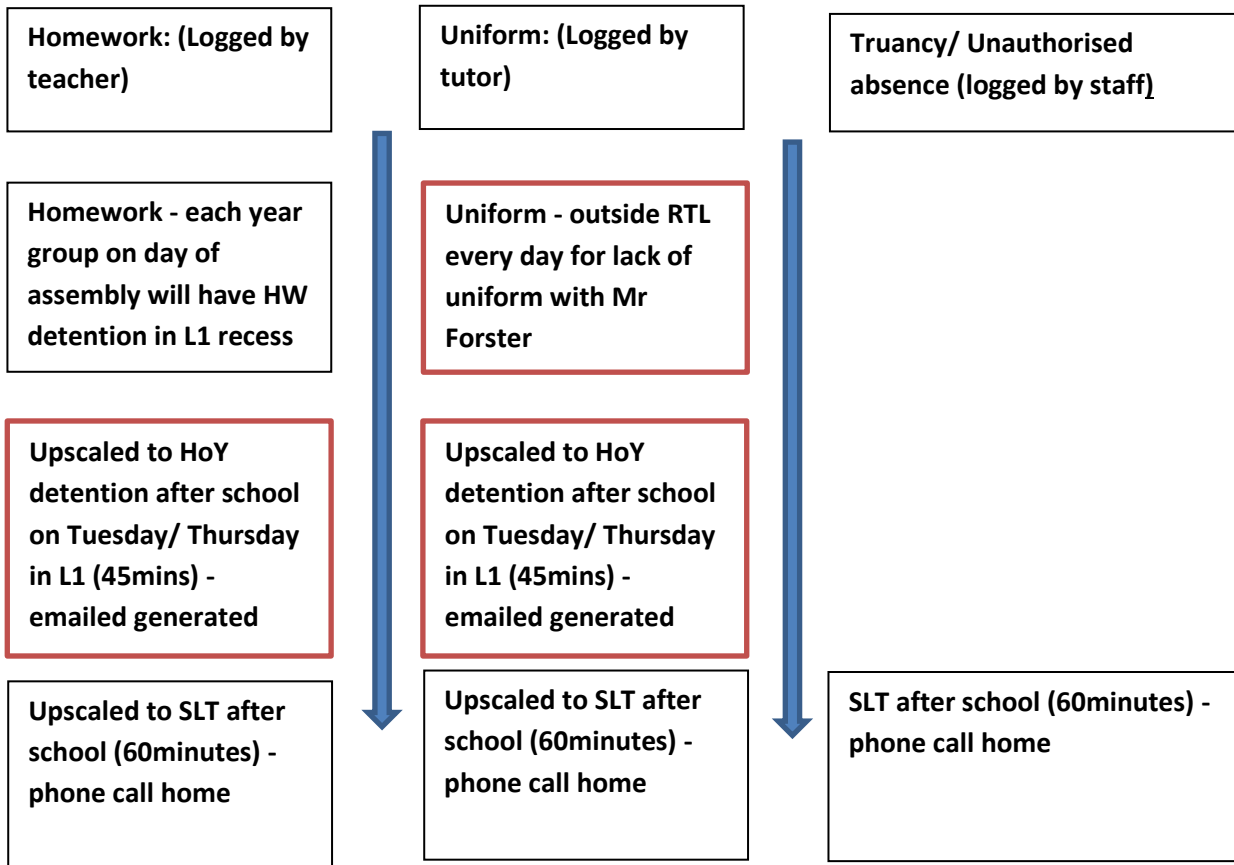 Homework: (Logged by
teacher)
Uniform: (Logged by
tutor)
Truancy/ Unauthorised
absence (logged by staff)
Homework - each year
group on day of
assembly will have HW
detention in L1 recess
Uniform - outside RTL
every day for lack of
uniform with Mr
Forster
Upscaled to HoY
detention after school
on Tuesday/ Thursday
in L1 (45mins) -
emailed generated
Upscaled to HoY
detention after school
on Tuesday/ Thursday
in L1 (45mins) -
emailed generated
Upscaled to SLT after
school (60minutes) -
phone call home
Upscaled to SLT after
school (60minutes) -
phone call home
SLT after school (60minutes) -
phone call home